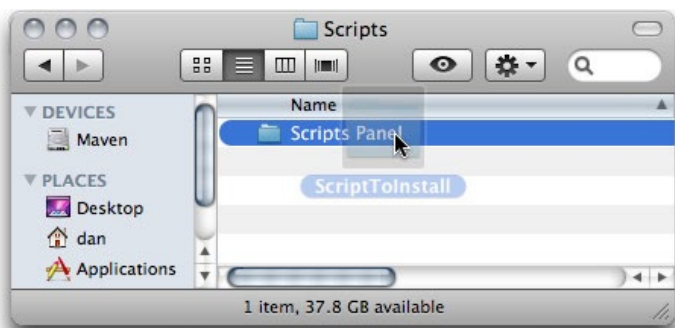 Scripts
Name
DEVICES
Scripts Panel
Maven
PLACES
ScriptToInstall
Desktop
dan
Applications
1 item, 37.8 GB available